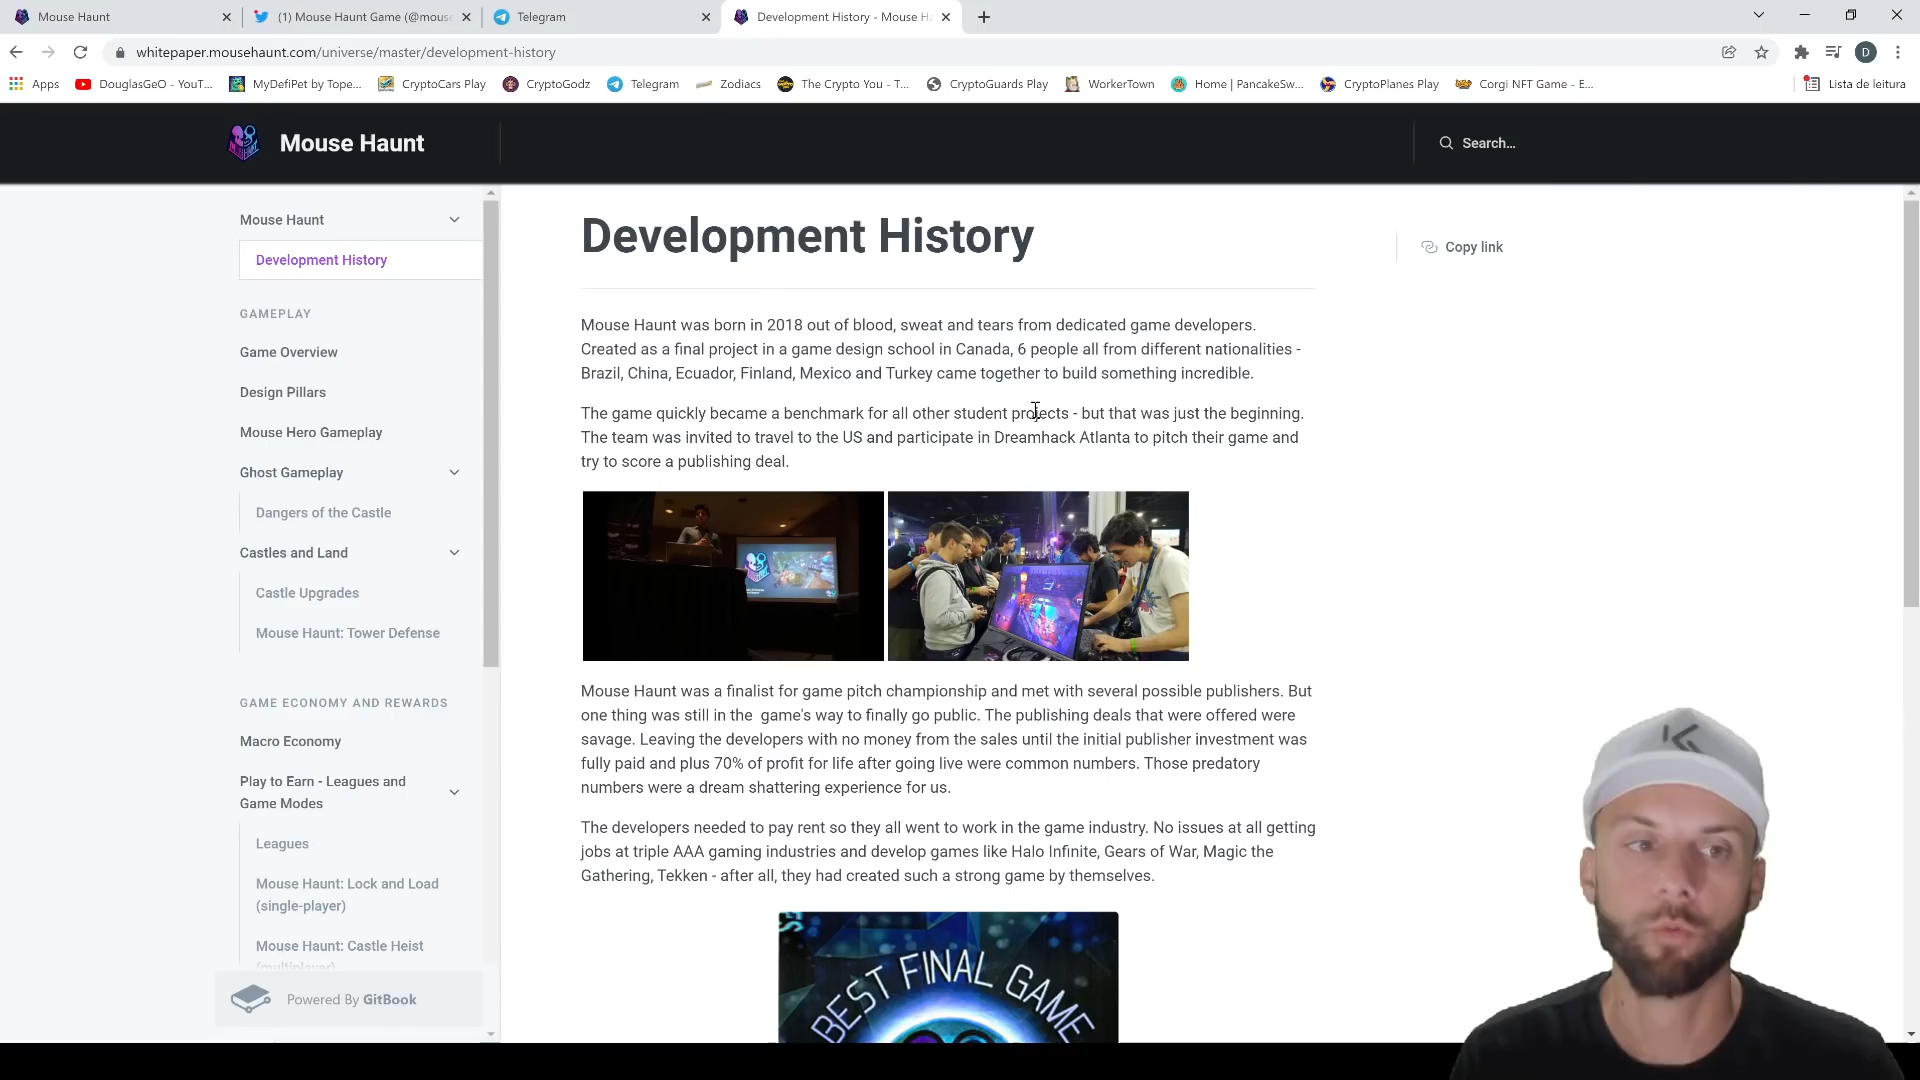 Mouse Haunt
(1) Mouse Haunt Game (@mouse
Telegram
Development History - Mouse H
whitepaper.mousehaunt.com/universe/master/development-history
D
Apps
DouglasGeO - YouT...
MyDefiPet by Tope...
CryptoCars Play
CryptoGodz
Telegram
Zodiacs
The Crypto You - T...
CryptoGuards Play
WorkerTown
Home | PancakeSw...
CryptoPlanes Play
Corgi NFT Game - E...
Lista de leitura
Mouse Haunt
Search...
Mouse Haunt
Development History
GAMEPLAY
Game Overview
Design Pillars
Mouse Hero Gameplay
Ghost Gameplay
Dangers of the Castle
Castles and Land
Castle Upgrades
Mouse Haunt: Tower Defense
GAME ECONOMY AND REWARDS
Macro Economy
Play to Earn - Leagues and
Game Modes
Leagues
Mouse Haunt: Lock and Load
(single-player)
Mouse Haunt: Castle Heist
(multiplayer)
Powered By GitBook
Development History
Copy link
Mouse Haunt was born in 2018 out of blood, sweat and tears from dedicated game developers.
Created as a final project in a game design school in Canada, 6 people all from different nationalities -
Brazil, China, Ecuador, Finland, Mexico and Turkey came together to build something incredible.
The game quickly became a benchmark for all other student projects - but that was just the beginning.
The team was invited to travel to the US and participate in Dreamhack Atlanta to pitch their game and
try to score a publishing deal.
Mouse Haunt was a finalist for game pitch championship and met with several possible publishers. But
one thing was still in the game's way to finally go public. The publishing deals that were offered were
savage. Leaving the developers with no money from the sales until the initial publisher investment was
fully paid and plus 70% of profit for life after going live were common numbers. Those predatory
numbers were a dream shattering experience for us.
The developers needed to pay rent so they all went to work in the game industry. No issues at all getting
jobs at triple AAA gaming industries and develop games like Halo Infinite, Gears of War, Magic the
Gathering, Tekken - after all, they had created such a strong game by themselves.
BEST FINAL GAME